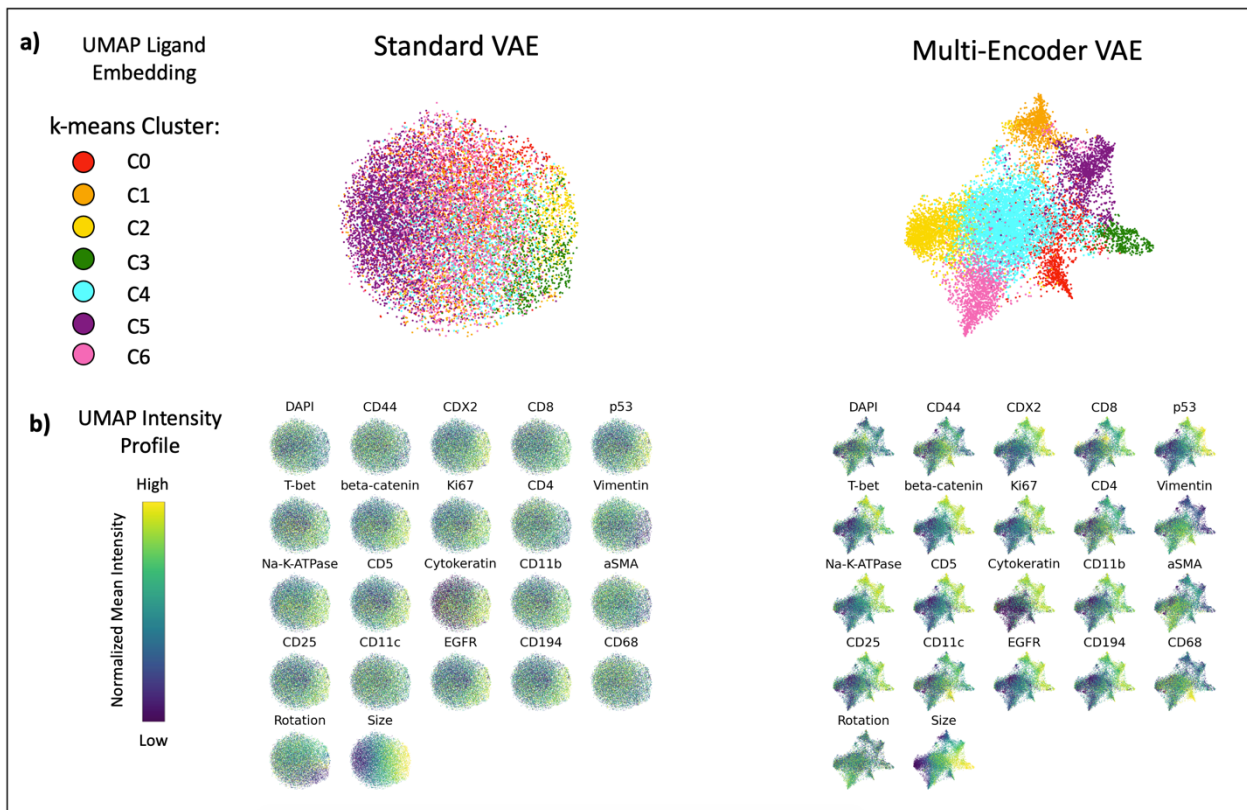 a)
UMAP Ligand
Embedding
Standard VAE
Multi-Encoder VAE
k-means Cluster:
C0
C1
C2
C3
C4
C5
C6
b)
UMAP Intensity
Profile
High
Normalized Mean Intensity
Low
DAPI CD44 CDX2 CD8 p53
T-bet beta-catenin Ki67 CD4 Vimentin
Na-K-ATPase CD5 Cytokeratin CD11b aSMA
CD25 CD11c EGFR CD194 CD68
Rotation Size
DAPI CD44 CDX2 CD8 p53
T-bet beta-catenin Ki67 CD4 Vimentin
Na-K-ATPase CD5 Cytokeratin CD11b aSMA
CD25 CD11c EGFR CD194 CD68
Rotation Size